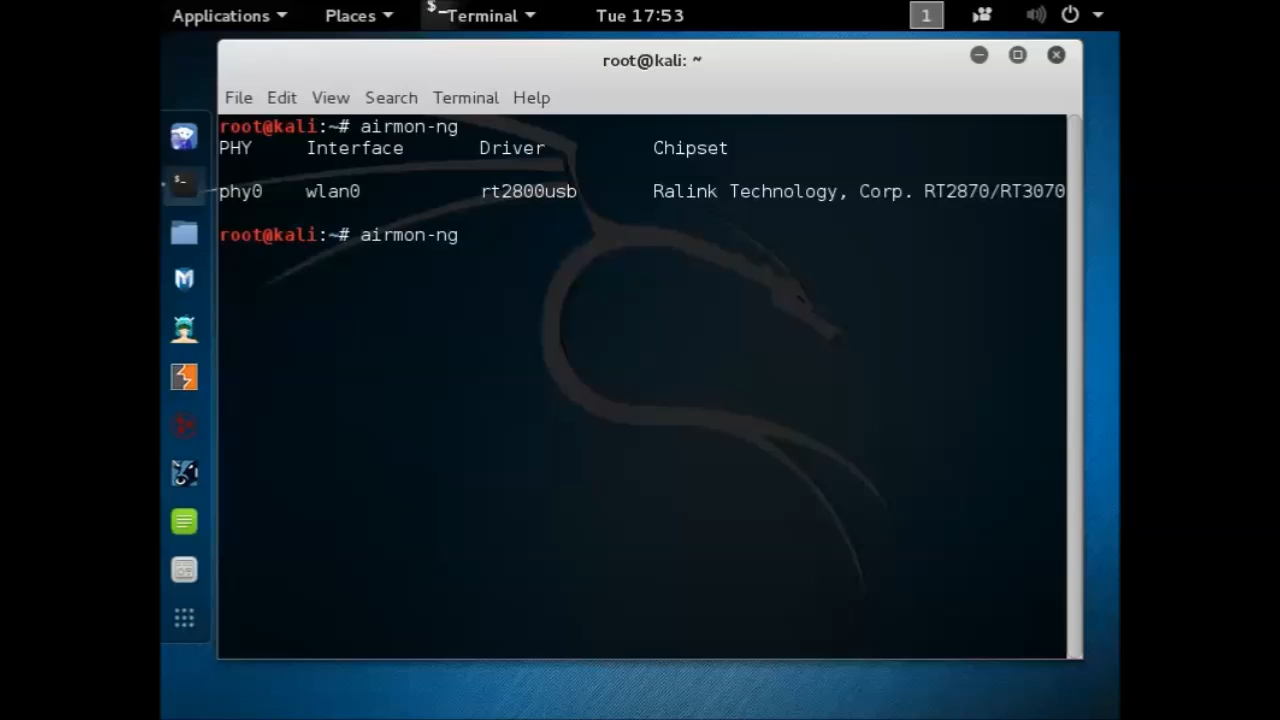 Applications Places Terminal Tue 17:53 1
root@kali: ~
File Edit View Search Terminal Help
root@kali:~# airmon-ng
PHY Interface Driver Chipset
phy0 wlan0 rt2800usb Ralink Technology, Corp. RT2870/RT3070
root@kali:~# airmon-ng